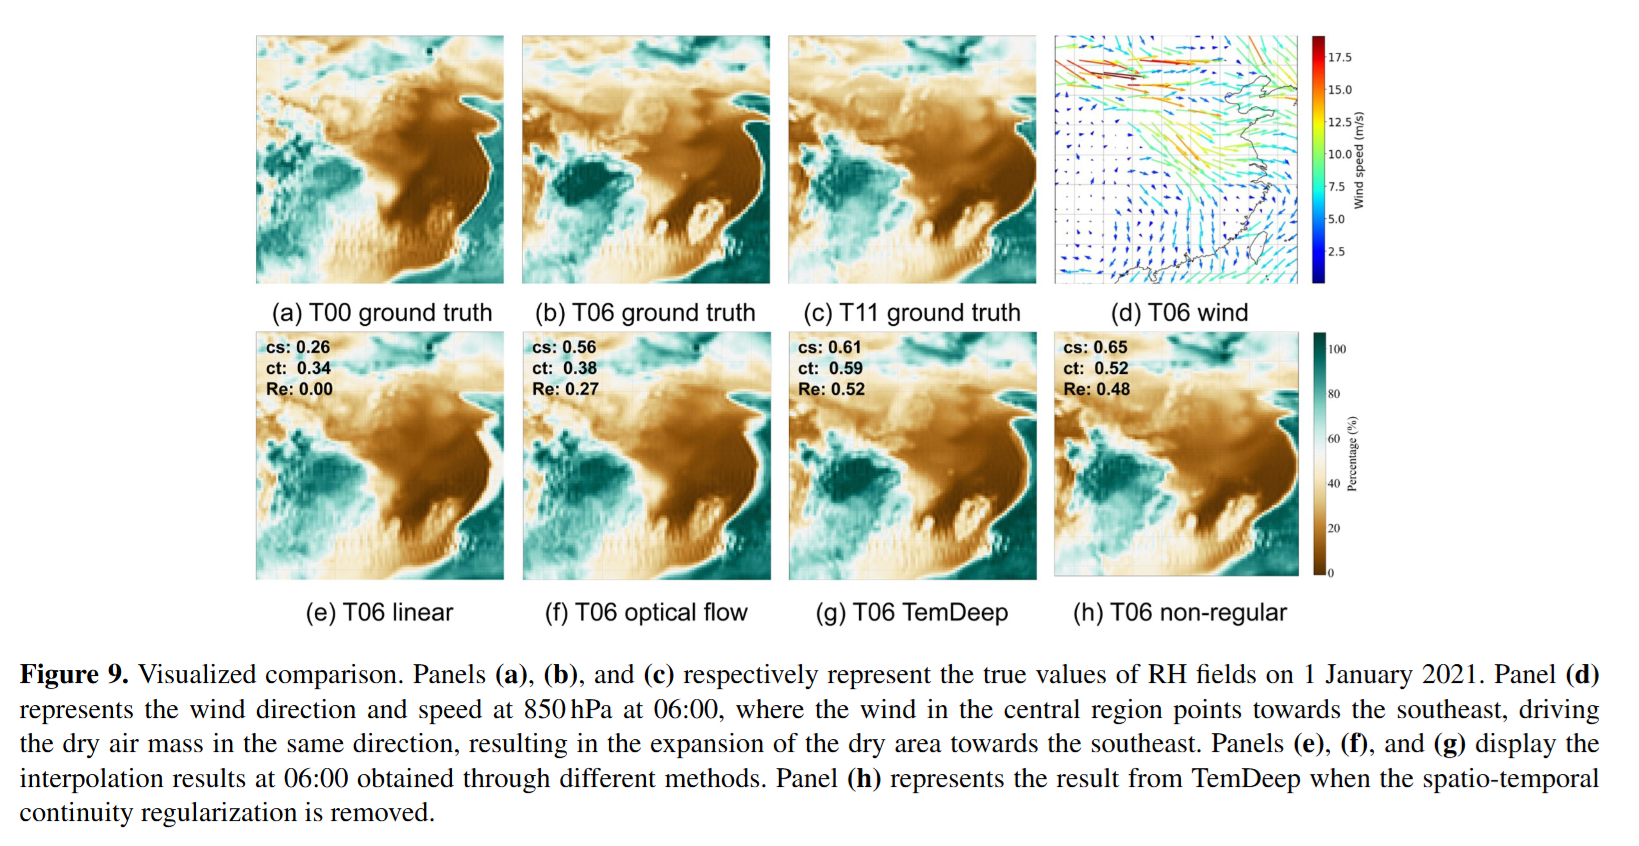 17.5
15.0
12.5
10.0
7.5
5.0
2.5
Wind speed (m/s)
(a) T00 ground truth
(b) T06 ground truth
(c) T11 ground truth
(d) T06 wind
cs: 0.26
ct: 0.34
Re: 0.00
cs: 0.56
ct: 0.38
Re: 0.27
cs: 0.61
ct: 0.59
Re: 0.52
cs: 0.65
ct: 0.52
Re: 0.48
100
80
60
40
20
0
Percentage (%)
(e) T06 linear
(f) T06 optical flow
(g) T06 TemDeep
(h) T06 non-regular
Figure 9. Visualized comparison. Panels (a), (b), and (c) respectively represent the true values of RH fields on 1 January 2021. Panel (d)
represents the wind direction and speed at 850 hPa at 06:00, where the wind in the central region points towards the southeast, driving
the dry air mass in the same direction, resulting in the expansion of the dry area towards the southeast. Panels (e), (f), and (g) display the
interpolation results at 06:00 obtained through different methods. Panel (h) represents the result from TemDeep when the spatio-temporal
continuity regularization is removed.